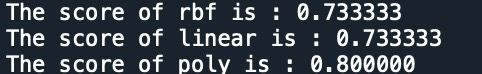 The score of rbf is : 0.733333
The score of linear is : 0.733333
The score of poly is : 0.800000